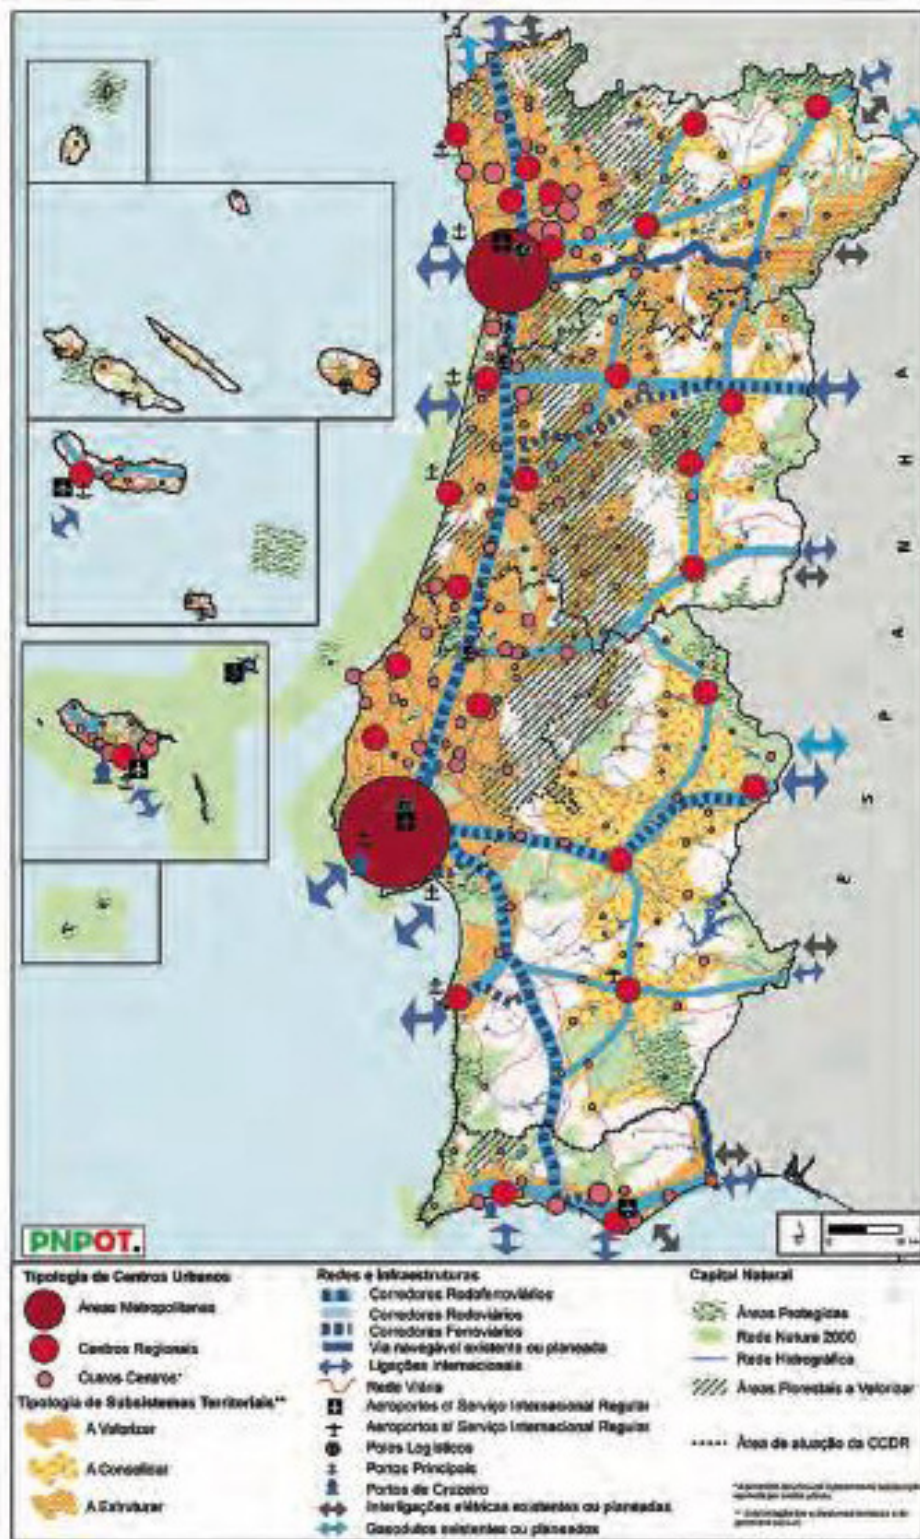 ESPANHA
PNPOT.
0
Tipologia de Centros Urbanos
Áreas Metropolitanas
Centros Regionais
Outros Centros*
Tipologia de Subsistemas Territoriais**
A Valorizar
A Consolidar
A Estruturar
Redes e Infraestruturas
Corredores Rodoferroviários
Corredores Rodoviários
Corredores Ferroviários
Via navegável existente ou planeada
Ligações Internacionais
Rede Viária
Aeroportos c/ Serviço Internacional Regular
Aeroportos s/ Serviço Internacional Regular
Polos Logísticos
Portos Principais
Portos de Cruzeiro
Interligações elétricas existentes ou planeadas
Gasodutos existentes ou planeados
Capital Natural
Áreas Protegidas
Rede Natura 2000
Rede Hidrográfica
Áreas Florestais a Valorizar
Área de atuação da CCDR